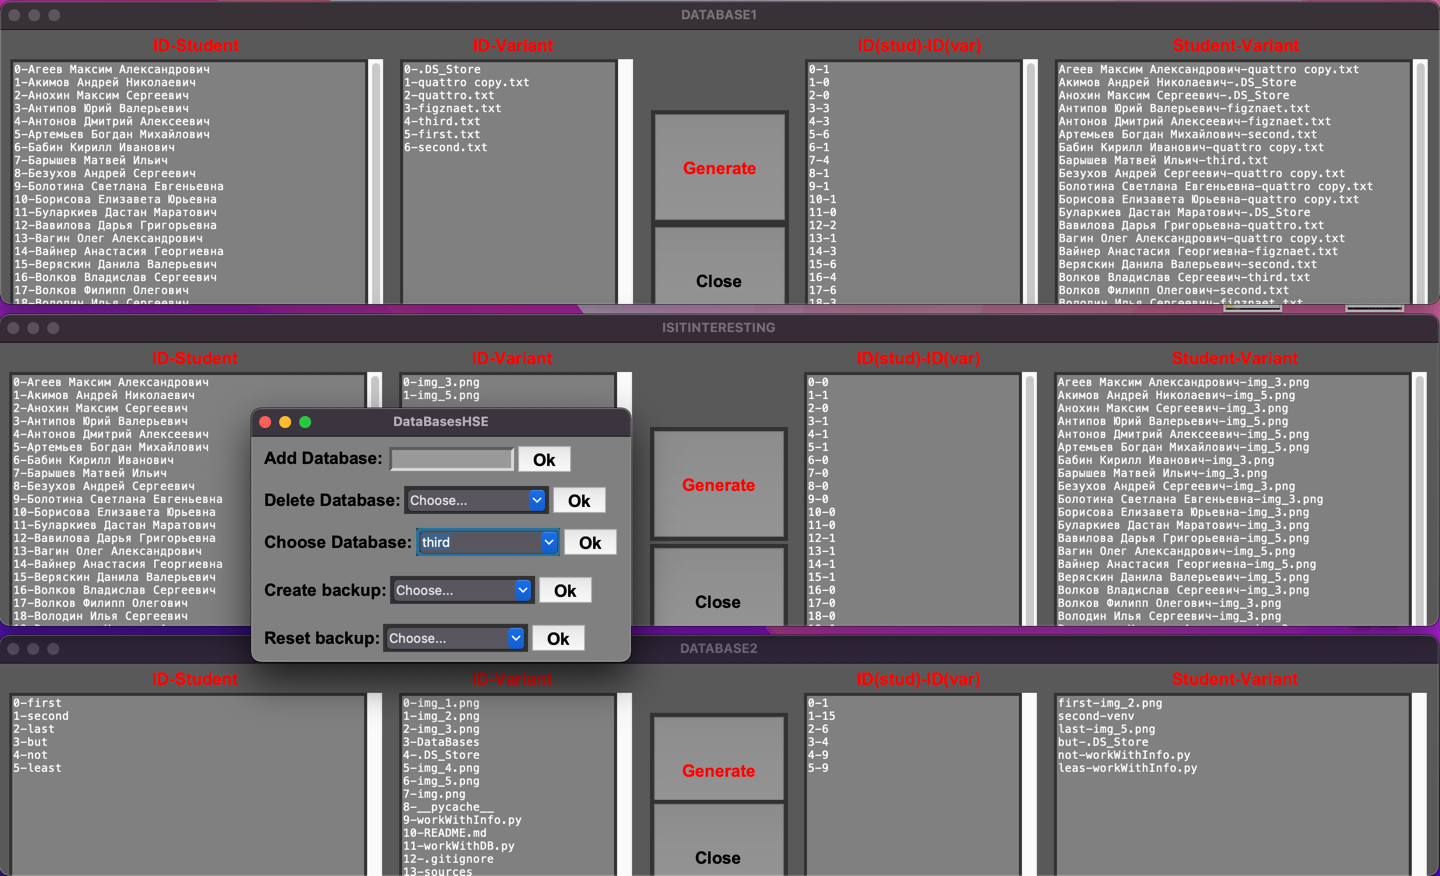 DATABASE1
ID-Student
0-Агеев Максим Александрович
1-Акимов Андрей Николаевич
2-Анохин Максим Сергеевич
3-Антипов Юрий Валерьевич
4-Антонов Дмитрий Алексеевич
5-Артемьев Богдан Михайлович
6-Бабин Кирилл Иванович
7-Барышев Матвей Ильич
8-Безухов Андрей Сергеевич
9-Болотина Светлана Евгеньевна
10-Борисова Елизавета Юрьевна
11-Буларкиев Дастан Маратович
12-Вавилова Дарья Григорьевна
13-Вагин Олег Александрович
14-Вайнер Анастасия Георгиевна
15-Веряскин Данила Валерьевич
16-Волков Владислав Сергеевич
17-Волков Филипп Олегович
18-Володин Илья Сергеевич
ID-Variant
0-.DS_Store
1-quattro copy.txt
2-quattro.txt
3-figznaet.txt
4-third.txt
5-first.txt
6-second.txt
Generate
Close
ID(stud)-ID(var)
0-1
1-0
2-0
3-3
4-3
5-6
6-1
7-4
8-1
9-1
10-1
11-0
12-2
13-1
14-3
15-6
16-4
17-6
18-3
Student-Variant
Агеев Максим Александрович-quattro copy.txt
Акимов Андрей Николаевич-.DS_Store
Анохин Максим Сергеевич-.DS_Store
Антипов Юрий Валерьевич-figznaet.txt
Антонов Дмитрий Алексеевич-figznaet.txt
Артемьев Богдан Михайлович-second.txt
Бабин Кирилл Иванович-quattro copy.txt
Барышев Матвей Ильич-third.txt
Безухов Андрей Сергеевич-quattro copy.txt
Болотина Светлана Евгеньевна-quattro copy.txt
Борисова Елизавета Юрьевна-quattro copy.txt
Буларкиев Дастан Маратович-.DS_Store
Вавилова Дарья Григорьевна-quattro.txt
Вагин Олег Александрович-quattro copy.txt
Вайнер Анастасия Георгиевна-figznaet.txt
Веряскин Данила Валерьевич-second.txt
Волков Владислав Сергеевич-third.txt
Волков Филипп Олегович-second.txt
Володин Илья Сергеевич-figznaet.txt
ISITINTERESTING
ID-Student
0-Агеев Максим Александрович
1-Акимов Андрей Николаевич
2-Анохин Максим Сергеевич
3-Антипов Юрий Валерьевич
4-Антонов Дмитрий Алексеевич
5-Артемьев Богдан Михайлович
6-Бабин Кирилл Иванович
7-Барышев Матвей Ильич
8-Безухов Андрей Сергеевич
9-Болотина Светлана Евгеньевна
10-Борисова Елизавета Юрьевна
11-Буларкиев Дастан Маратович
12-Вавилова Дарья Григорьевна
13-Вагин Олег Александрович
14-Вайнер Анастасия Георгиевна
15-Веряскин Данила Валерьевич
16-Волков Владислав Сергеевич
17-Волков Филипп Олегович
18-Володин Илья Сергеевич
ID-Variant
0-img_3.png
1-img_5.png
Generate
Close
ID(stud)-ID(var)
0-0
1-1
2-0
3-1
4-1
5-1
6-0
7-0
8-0
9-0
10-0
11-0
12-1
13-1
14-1
15-1
16-0
17-0
18-0
Student-Variant
Агеев Максим Александрович-img_3.png
Акимов Андрей Николаевич-img_5.png
Анохин Максим Сергеевич-img_3.png
Антипов Юрий Валерьевич-img_5.png
Антонов Дмитрий Алексеевич-img_5.png
Артемьев Богдан Михайлович-img_5.png
Бабин Кирилл Иванович-img_3.png
Барышев Матвей Ильич-img_3.png
Безухов Андрей Сергеевич-img_3.png
Болотина Светлана Евгеньевна-img_3.png
Борисова Елизавета Юрьевна-img_3.png
Буларкиев Дастан Маратович-img_3.png
Вавилова Дарья Григорьевна-img_5.png
Вагин Олег Александрович-img_5.png
Вайнер Анастасия Георгиевна-img_5.png
Веряскин Данила Валерьевич-img_5.png
Волков Владислав Сергеевич-img_3.png
Волков Филипп Олегович-img_3.png
Володин Илья Сергеевич-img_3.png
DataBasesHSE
Add Database: Ok
Delete Database: Choose... Ok
Choose Database: third Ok
Create backup: Choose... Ok
Reset backup: Choose... Ok
DATABASE2
ID-Student
0-first
1-second
2-last
3-but
4-not
5-least
ID-Variant
0-img_1.png
1-img_2.png
2-img_3.png
3-DataBases
4-.DS_Store
5-img_4.png
6-img_5.png
7-img.png
8-__pycache__
9-workWithInfo.py
10-README.md
11-workWithDB.py
12-.gitignore
13-sources
Generate
Close
ID(stud)-ID(var)
0-1
1-15
2-6
3-4
4-9
5-9
Student-Variant
first-img_2.png
second-venv
last-img_5.png
but-.DS_Store
not-workWithInfo.py
leas-workWithInfo.py